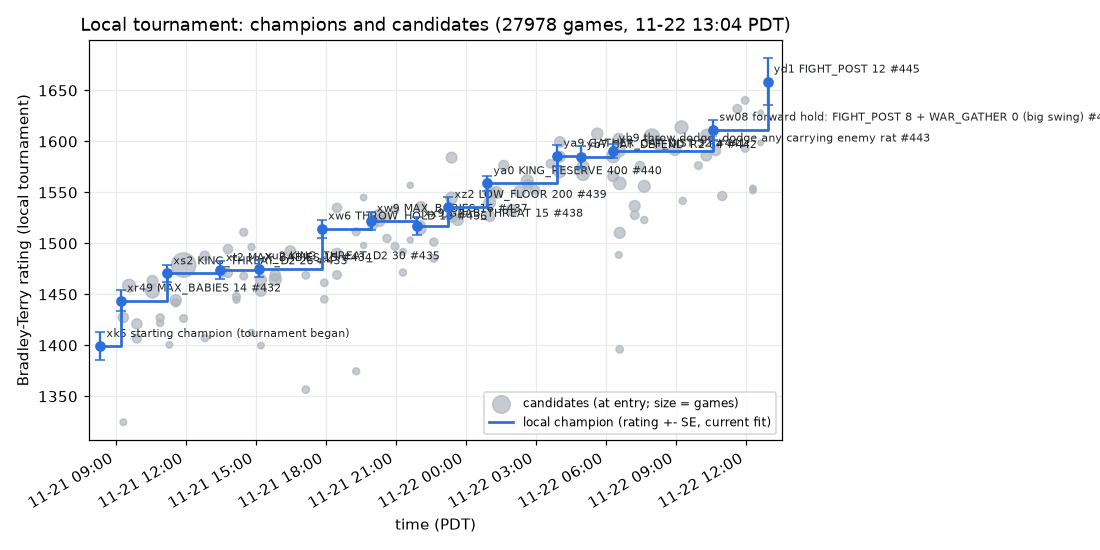 Local tournament: champions and candidates (27978 games, 11-22 13:04 PDT)
Bradley-Terry rating (local tournament)
1650
1600
1550
1500
1450
1400
1350
yd1 FIGHT_POST 12 #445
sw08 forward hold: FIGHT_POST 8 + WAR_GATHER 0 (big swing) #4
dodge any carrying enemy rat #443
ya0 KING_RESERVE 400 #440
xz2 LOW_FLOOR 200 #439
THREAT 15 #438
xw9 MAX_BABIES
xw6 THROW_HOLD
KING_THREAT_D2 30 #435
xs2 KING_THREAT_D2
xr49 MAX_BABIES 14 #432
starting champion (tournament began)
candidates (at entry; size = games)
local champion (rating +- SE, current fit)
11-21 09:00
11-21 12:00
11-21 15:00
11-21 18:00
11-21 21:00
11-22 00:00
11-22 03:00
11-22 06:00
11-22 09:00
11-22 12:00
time (PDT)